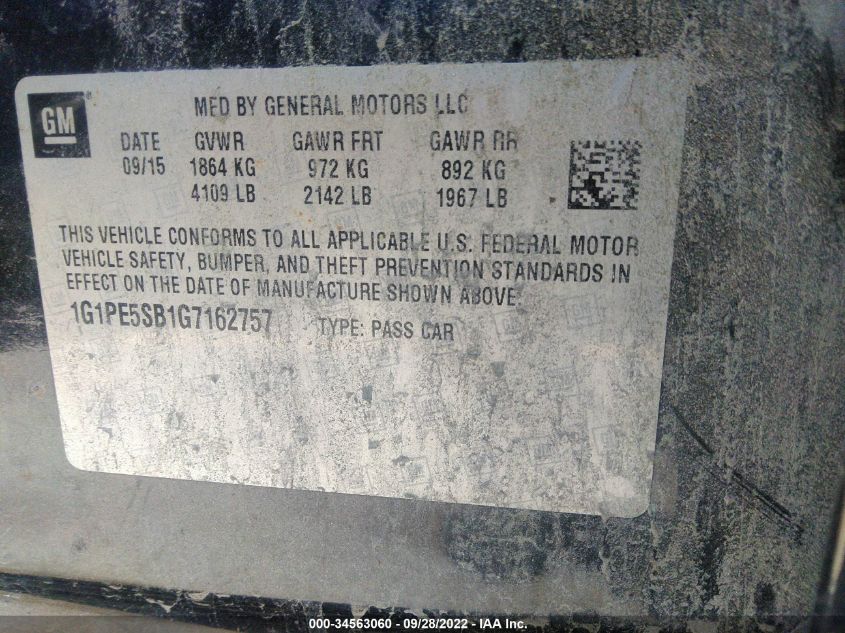 GM
MFD BY GENERAL MOTORS LLC
DATE GVWR GAWR FRT GAWR RR
09/15 1864 KG 972 KG 892 KG
4109 LB 2142 LB 1967 LB
THIS VEHICLE CONFORMS TO ALL APPLICABLE U.S. FEDERAL MOTOR
VEHICLE SAFETY, BUMPER, AND THEFT PREVENTION STANDARDS IN
EFFECT ON THE DATE OF MANUFACTURE SHOWN ABOVE.
1G1PE5SB1G7162757 TYPE: PASS CAR
000-34563060 - 09/28/2022 - IAA Inc.